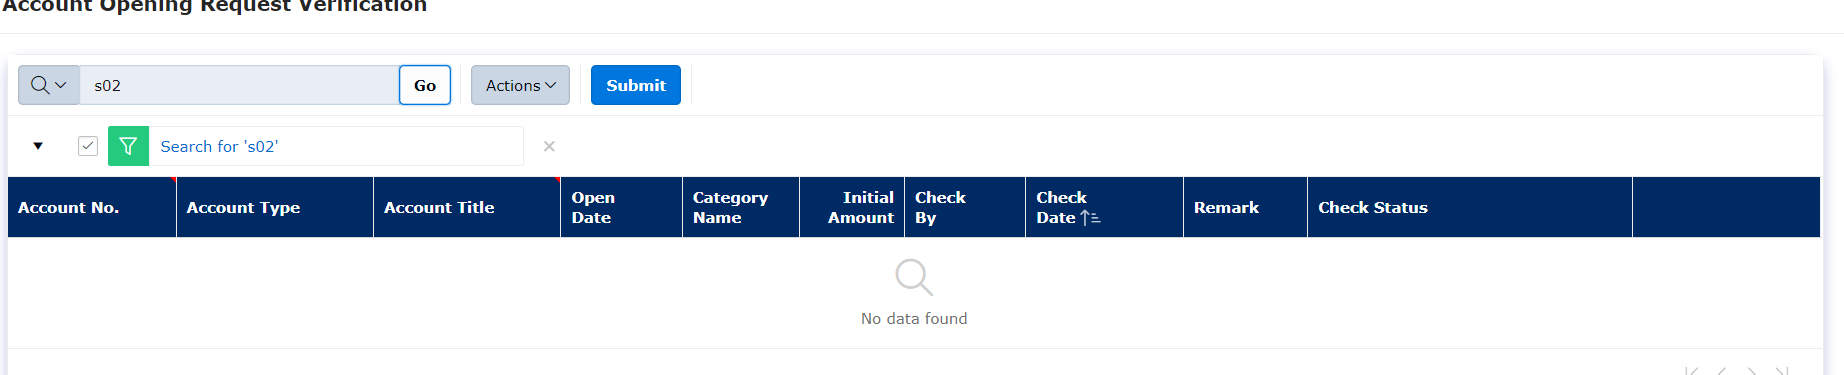 Account Opening Request Verification
s02 Go Actions Submit
Search for 's02'
Account No. Account Type Account Title Open Date Category Name Initial Amount Check By Check Date Remark Check Status
No data found